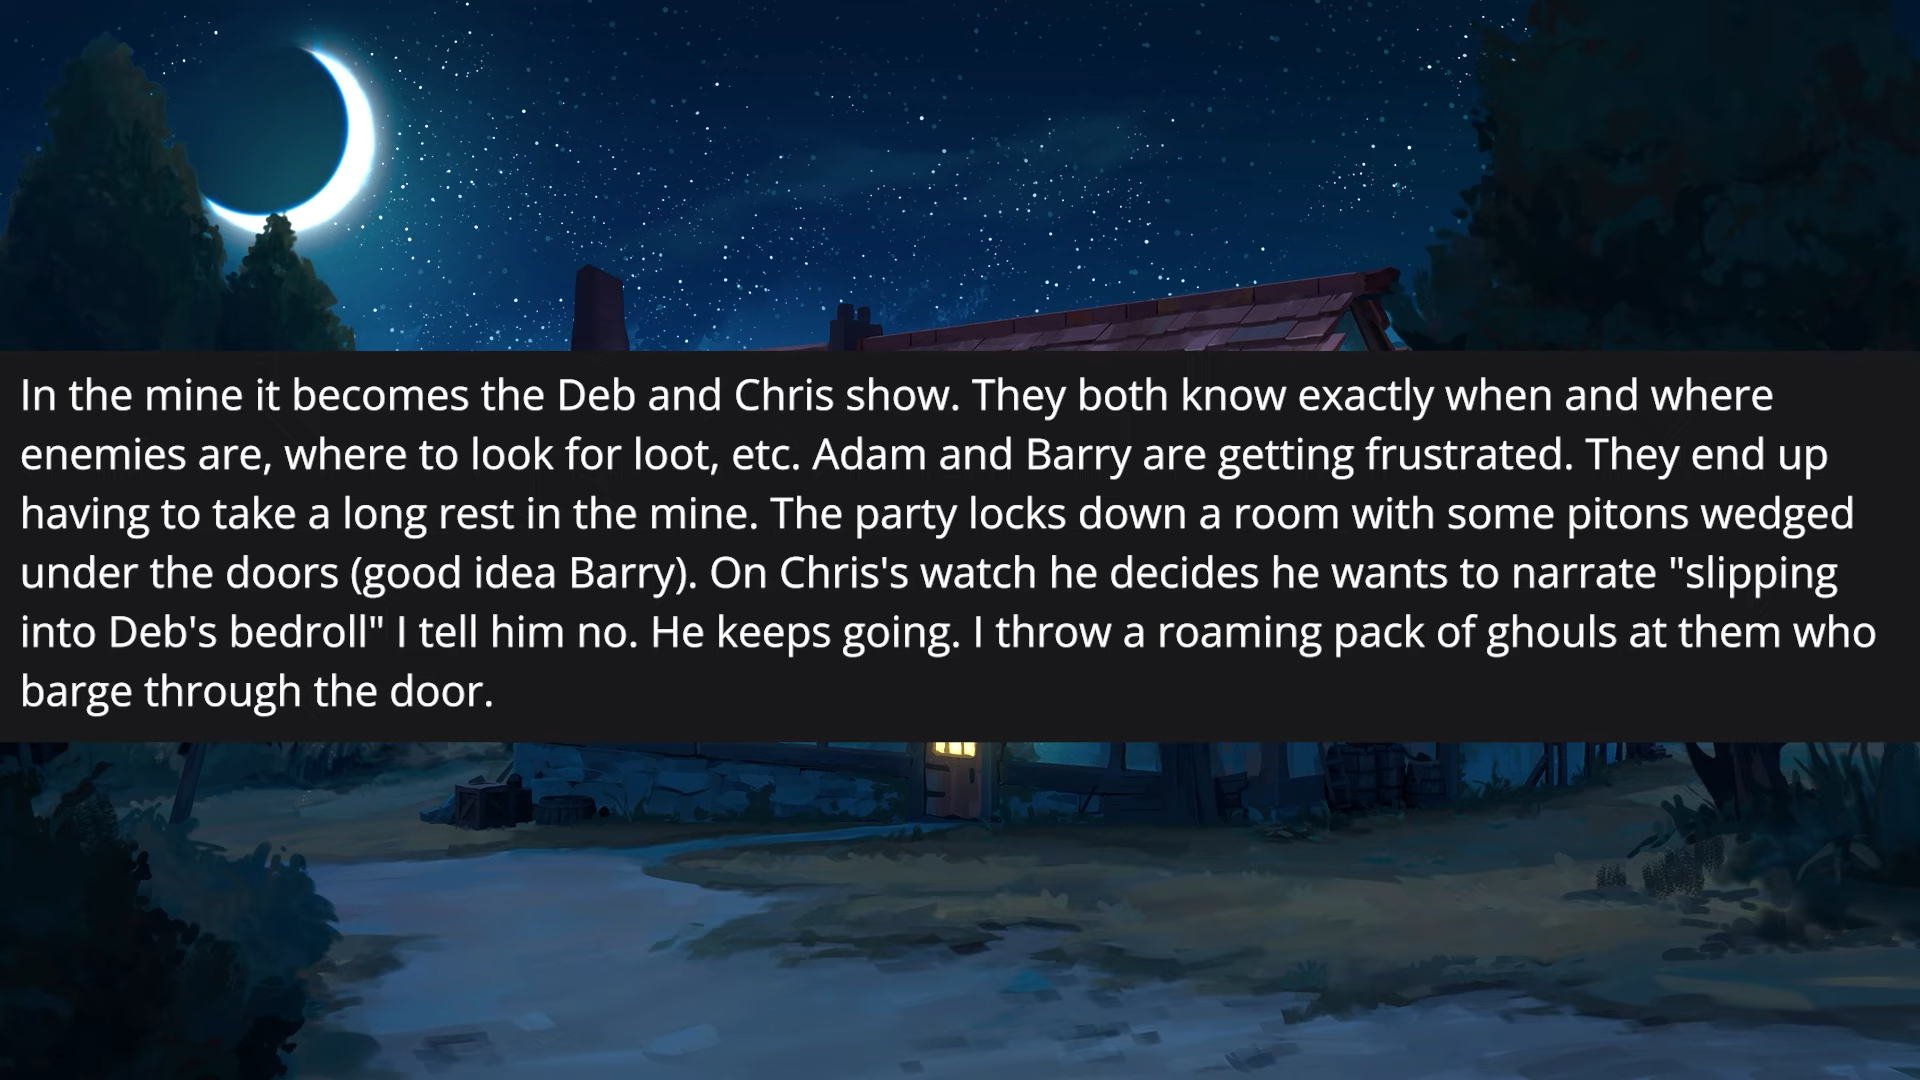 In the mine it becomes the Deb and Chris show. They both know exactly when and where
enemies are, where to look for loot, etc. Adam and Barry are getting frustrated. They end up
having to take a long rest in the mine. The party locks down a room with some pitons wedged
under the doors (good idea Barry). On Chris's watch he decides he wants to narrate "slipping
into Deb's bedroll" I tell him no. He keeps going. I throw a roaming pack of ghouls at them who
barge through the door.